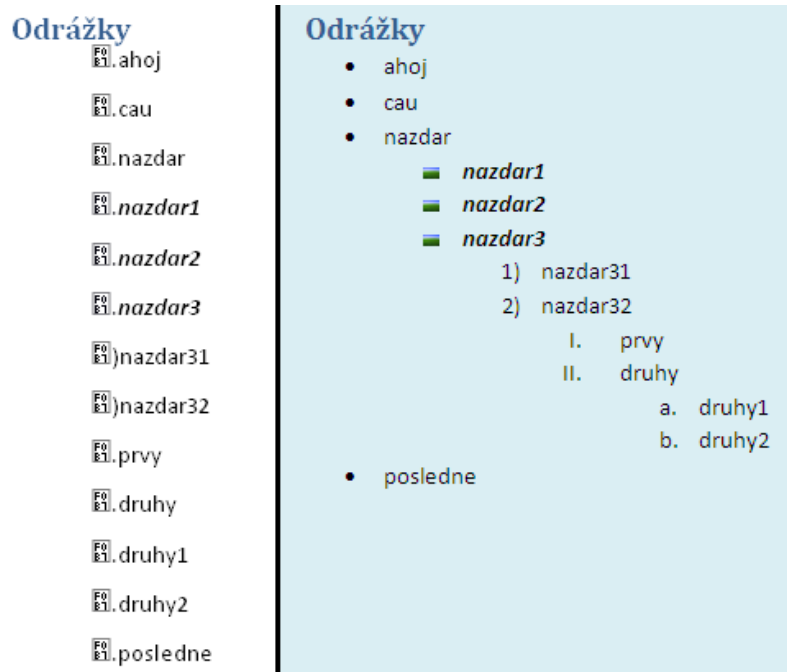 Odrážky
.ahoj
.cau
.nazdar
.nazdar1
.nazdar2
.nazdar3
)nazdar31
)nazdar32
.prvy
.druhy
.druhy1
.druhy2
.posledne
Odrážky
• ahoj
• cau
• nazdar
nazdar1
nazdar2
nazdar3
1) nazdar31
2) nazdar32
I. prvy
II. druhy
a. druhy1
b. druhy2
• posledne